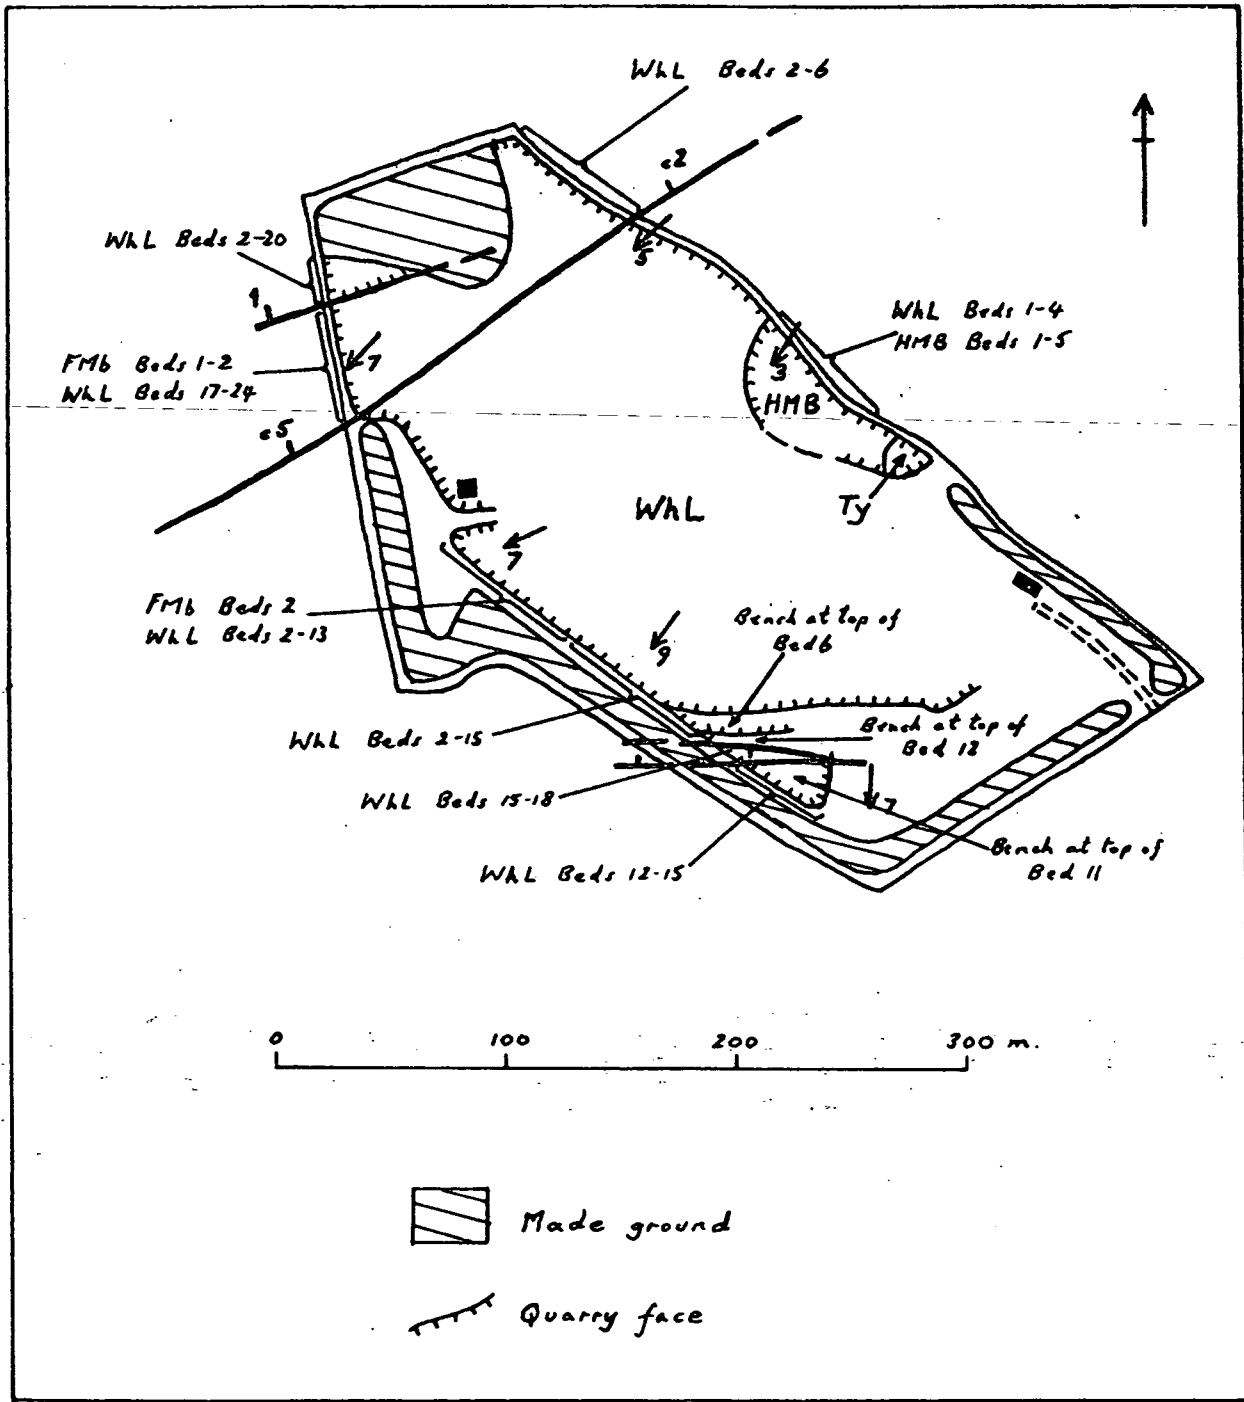 WhL Beds 2-6
c2
WhL Beds 2-20
5
1
WhL Beds 1-4
HMB Beds 1-5
FMb Beds 1-2
WhL Beds 17-24
7
3
HMB
c5
WhL
Ty
7
FMb Beds 2
WhL Beds 2-13
Bench at top of
Bed 6
9
WhL Beds 2-15
Bench at top of
Bed 12
WhL Beds 15-18
7
WhL Beds 12-15
Bench at top of
Bed 11
0 100 200 300 m.
Made ground
Quarry face